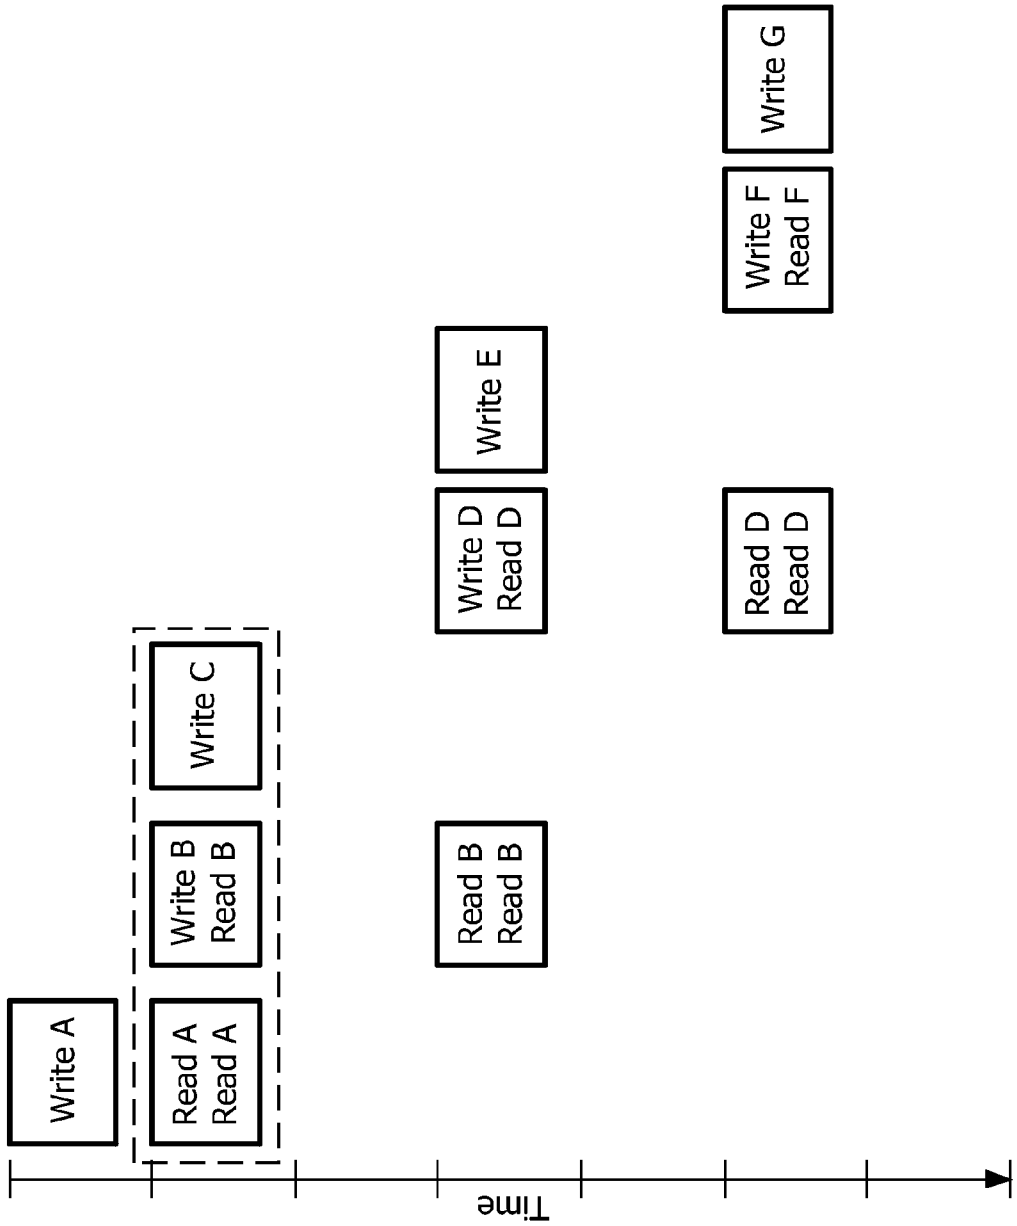 Time
Write A
Read A
Read A
Write B
Read B
Write C
Read B
Read B
Write D
Read D
Write E
Read D
Read D
Write F
Read F
Write G